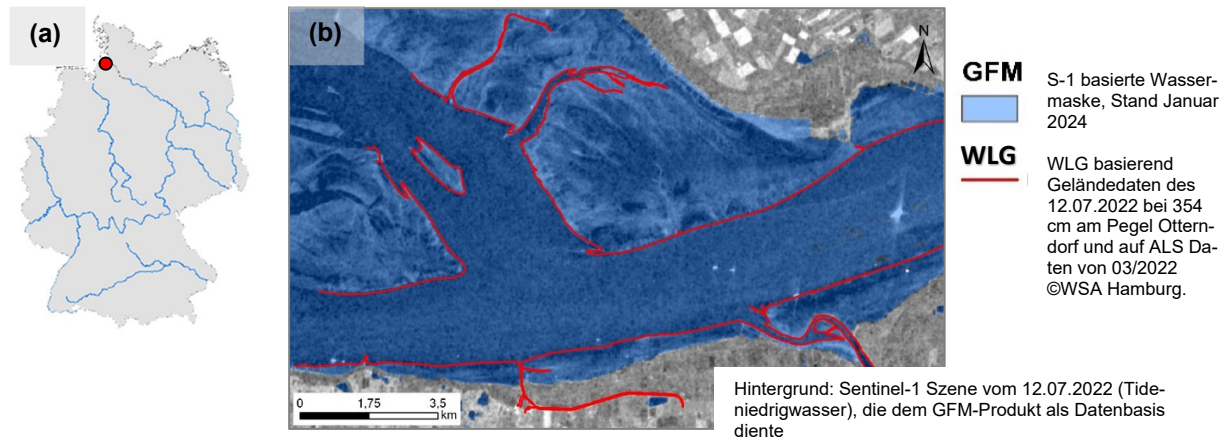 (a)
(b)
N
0 1,75 3,5
km
GFM
S-1 basierte Wasser-
maske, Stand Januar
2024
WLG
WLG basierend
Geländedaten des
12.07.2022 bei 354
cm am Pegel Ottern-
dorf und auf ALS Da-
ten von 03/2022
©WSA Hamburg.
Hintergrund: Sentinel-1 Szene vom 12.07.2022 (Tide-
niedrigwasser), die dem GFM-Produkt als Datenbasis
diente